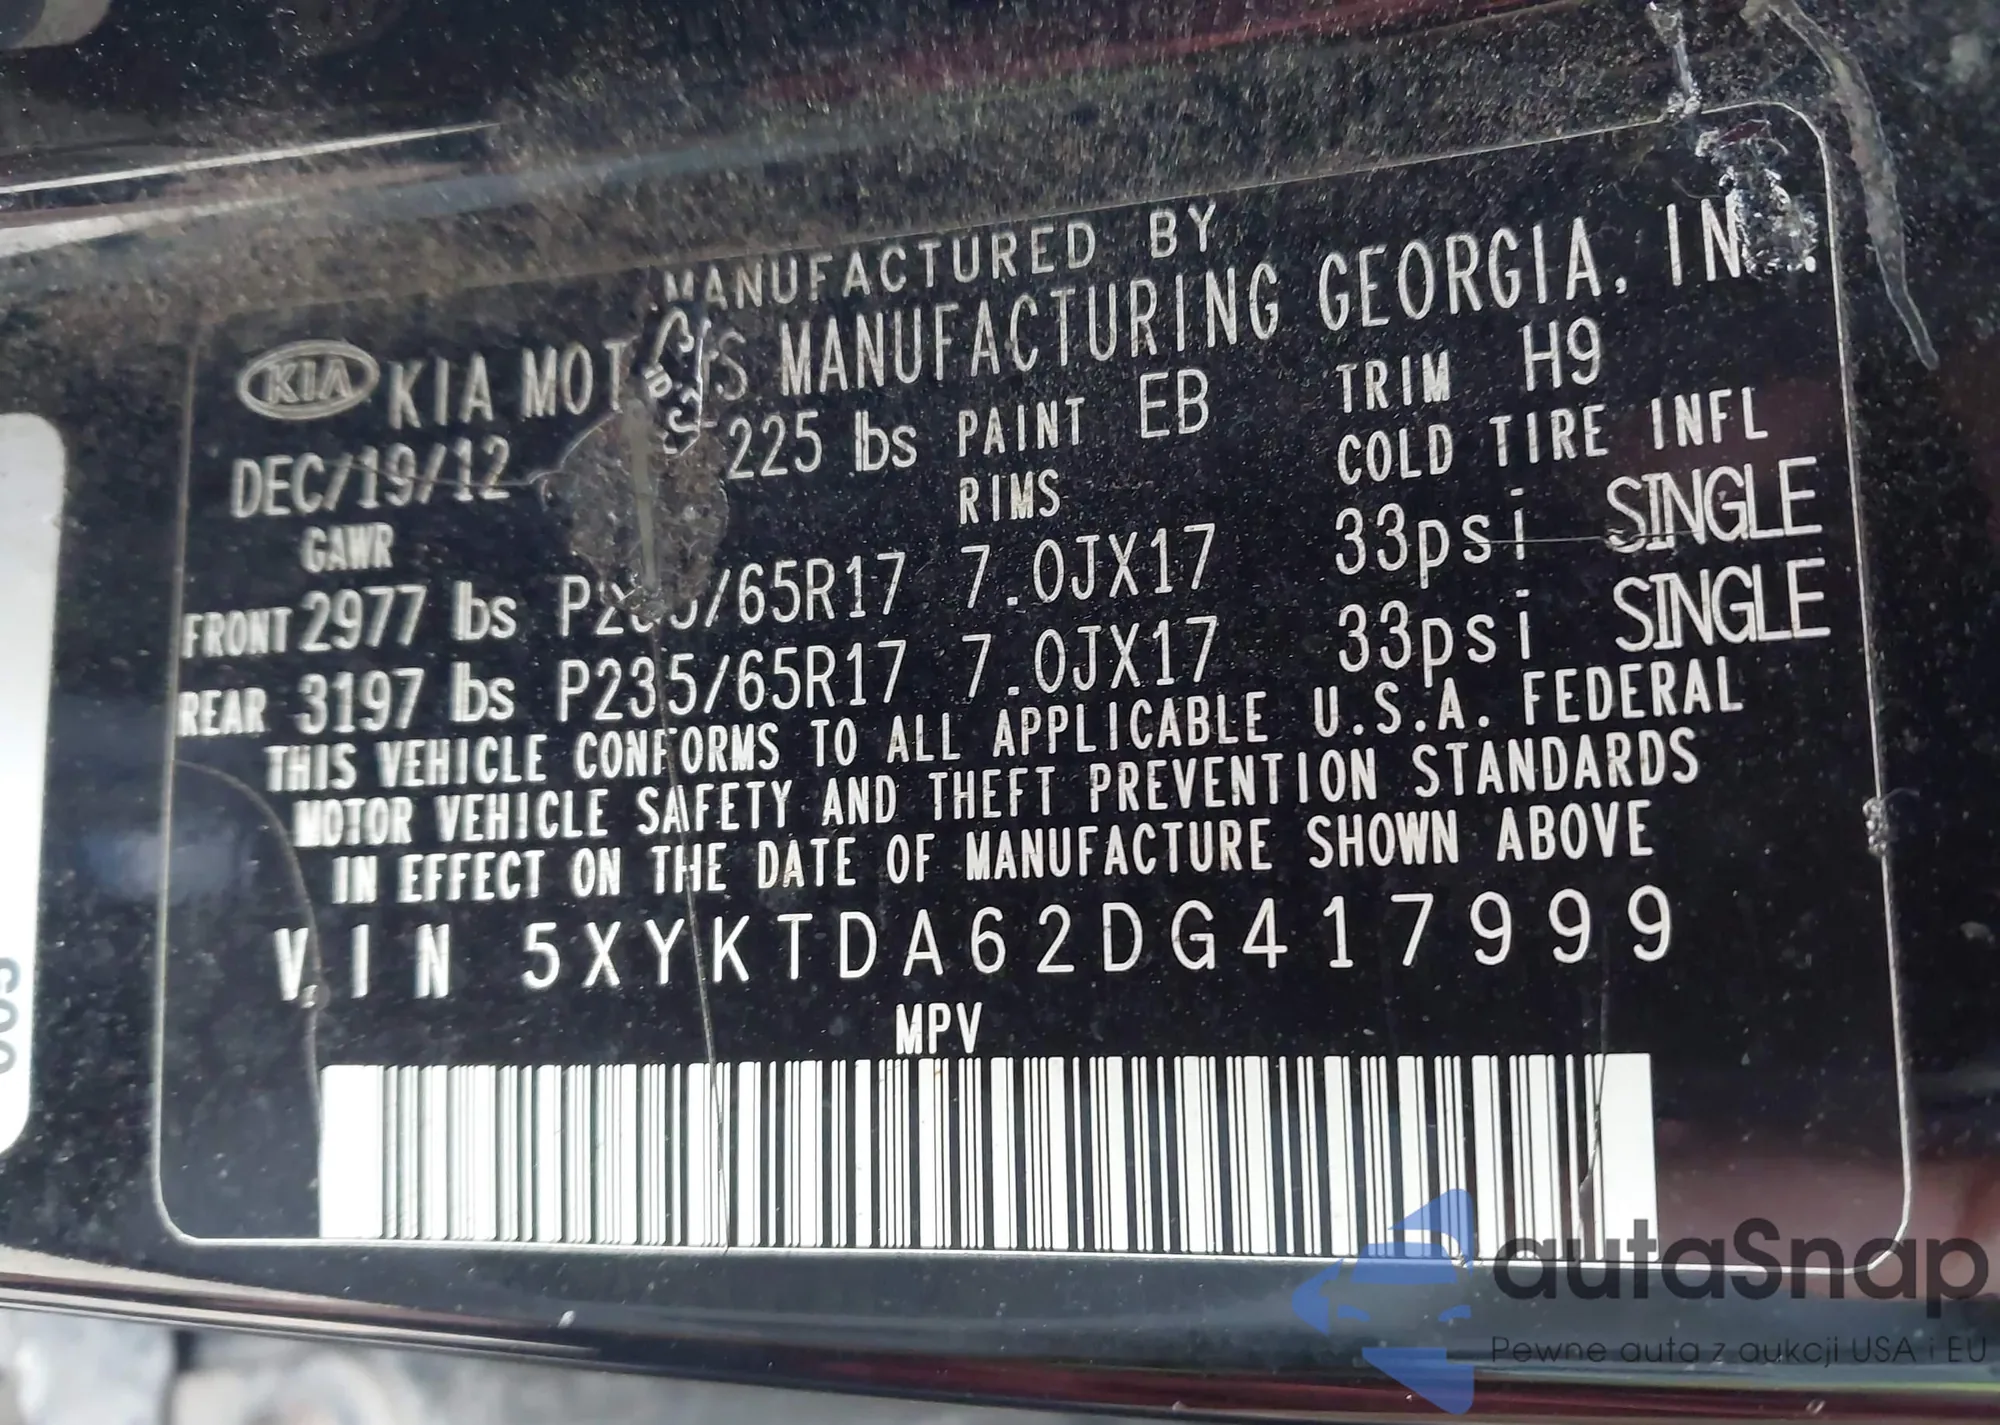 MANUFACTURED BY
KIA KIA MOTORS MANUFACTURING GEORGIA, IN
DEC/19/12 225 lbs PAINT EB TRIM H9
GAWR RIMS COLD TIRE INFL
FRONT 2977 lbs P235/65R17 7.0JX17 33psi SINGLE
REAR 3197 lbs P235/65R17 7.0JX17 33psi SINGLE
THIS VEHICLE CONFORMS TO ALL APPLICABLE U.S.A. FEDERAL
MOTOR VEHICLE SAFETY AND THEFT PREVENTION STANDARDS
IN EFFECT ON THE DATE OF MANUFACTURE SHOWN ABOVE
V.I N 5XYKTDA62DG417999
MPV
autaSnap
Pewne auta z aukcji USA i EU